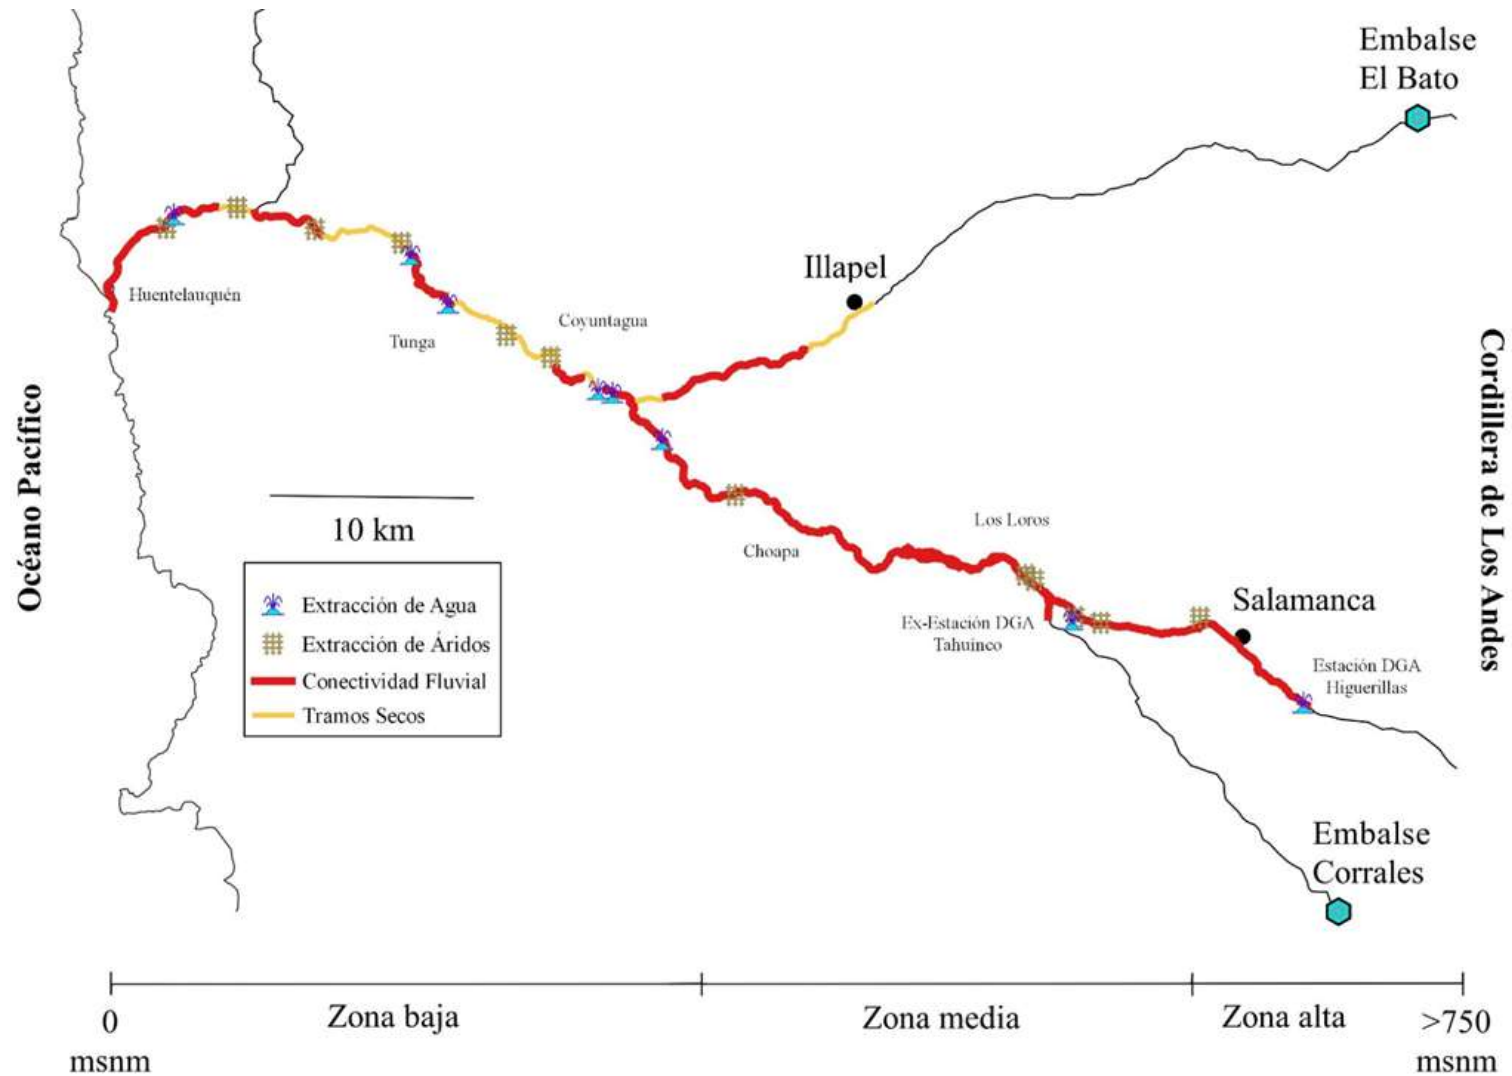 Embalse
El Bato
Illapel
Huentelauquén
Coyuntagua
Tunga
Océano Pacífico
Cordillera de Los Andes
10 km
Los Loros
Choapa
Extracción de Agua
Extracción de Áridos
Conectividad Fluvial
Tramos Secos
Salamanca
Ex-Estación DGA
Tahuinco
Estación DGA
Higuerillas
Embalse
Corrales
0
msnm
Zona baja
Zona media
Zona alta
>750
msnm